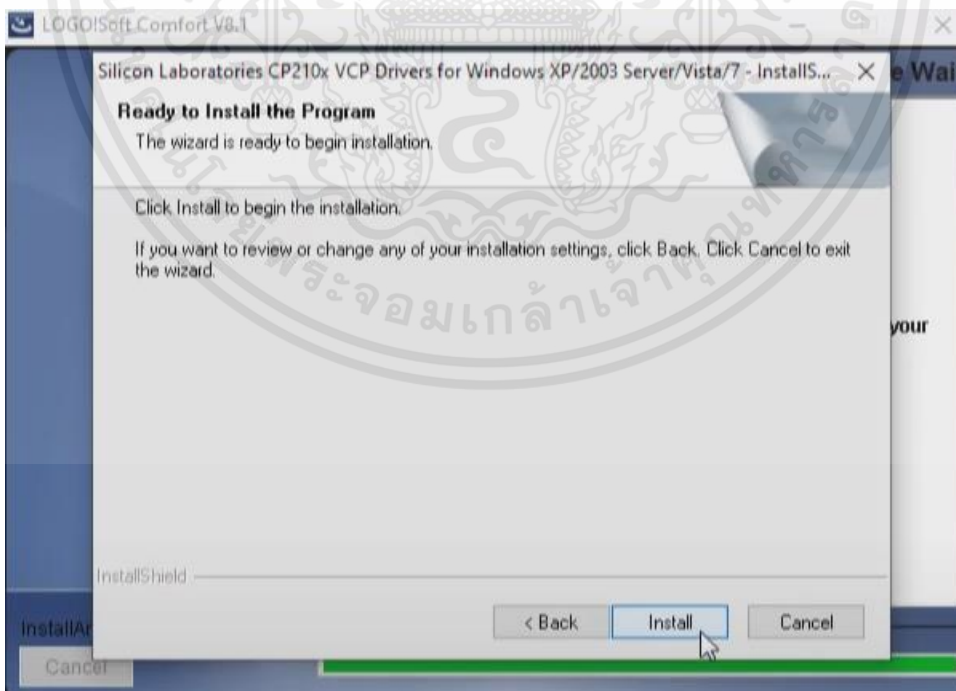 LOGO!Soft Comfort V8.1
Silicon Laboratories CP210x VCP Drivers for Windows XP/2003 Server/Vista/7 - InstallS...
e Wai
Ready to Install the Program
The wizard is ready to begin installation.
Click Install to begin the installation.
If you want to review or change any of your installation settings, click Back. Click Cancel to exit
the wizard.
your
InstallShield
< Back
Install
Cancel
InstallAn
Cancel